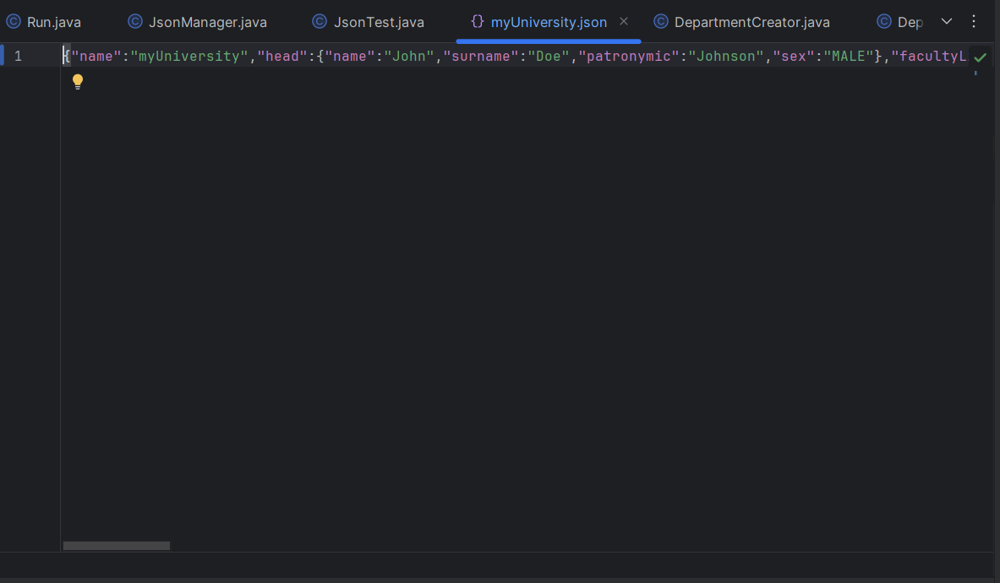 Run.java JsonManager.java JsonTest.java myUniversity.json DepartmentCreator.java Dep
1 {"name":"myUniversity","head":{"name":"John","surname":"Doe","patronymic":"Johnson","sex":"MALE"},"facultyL